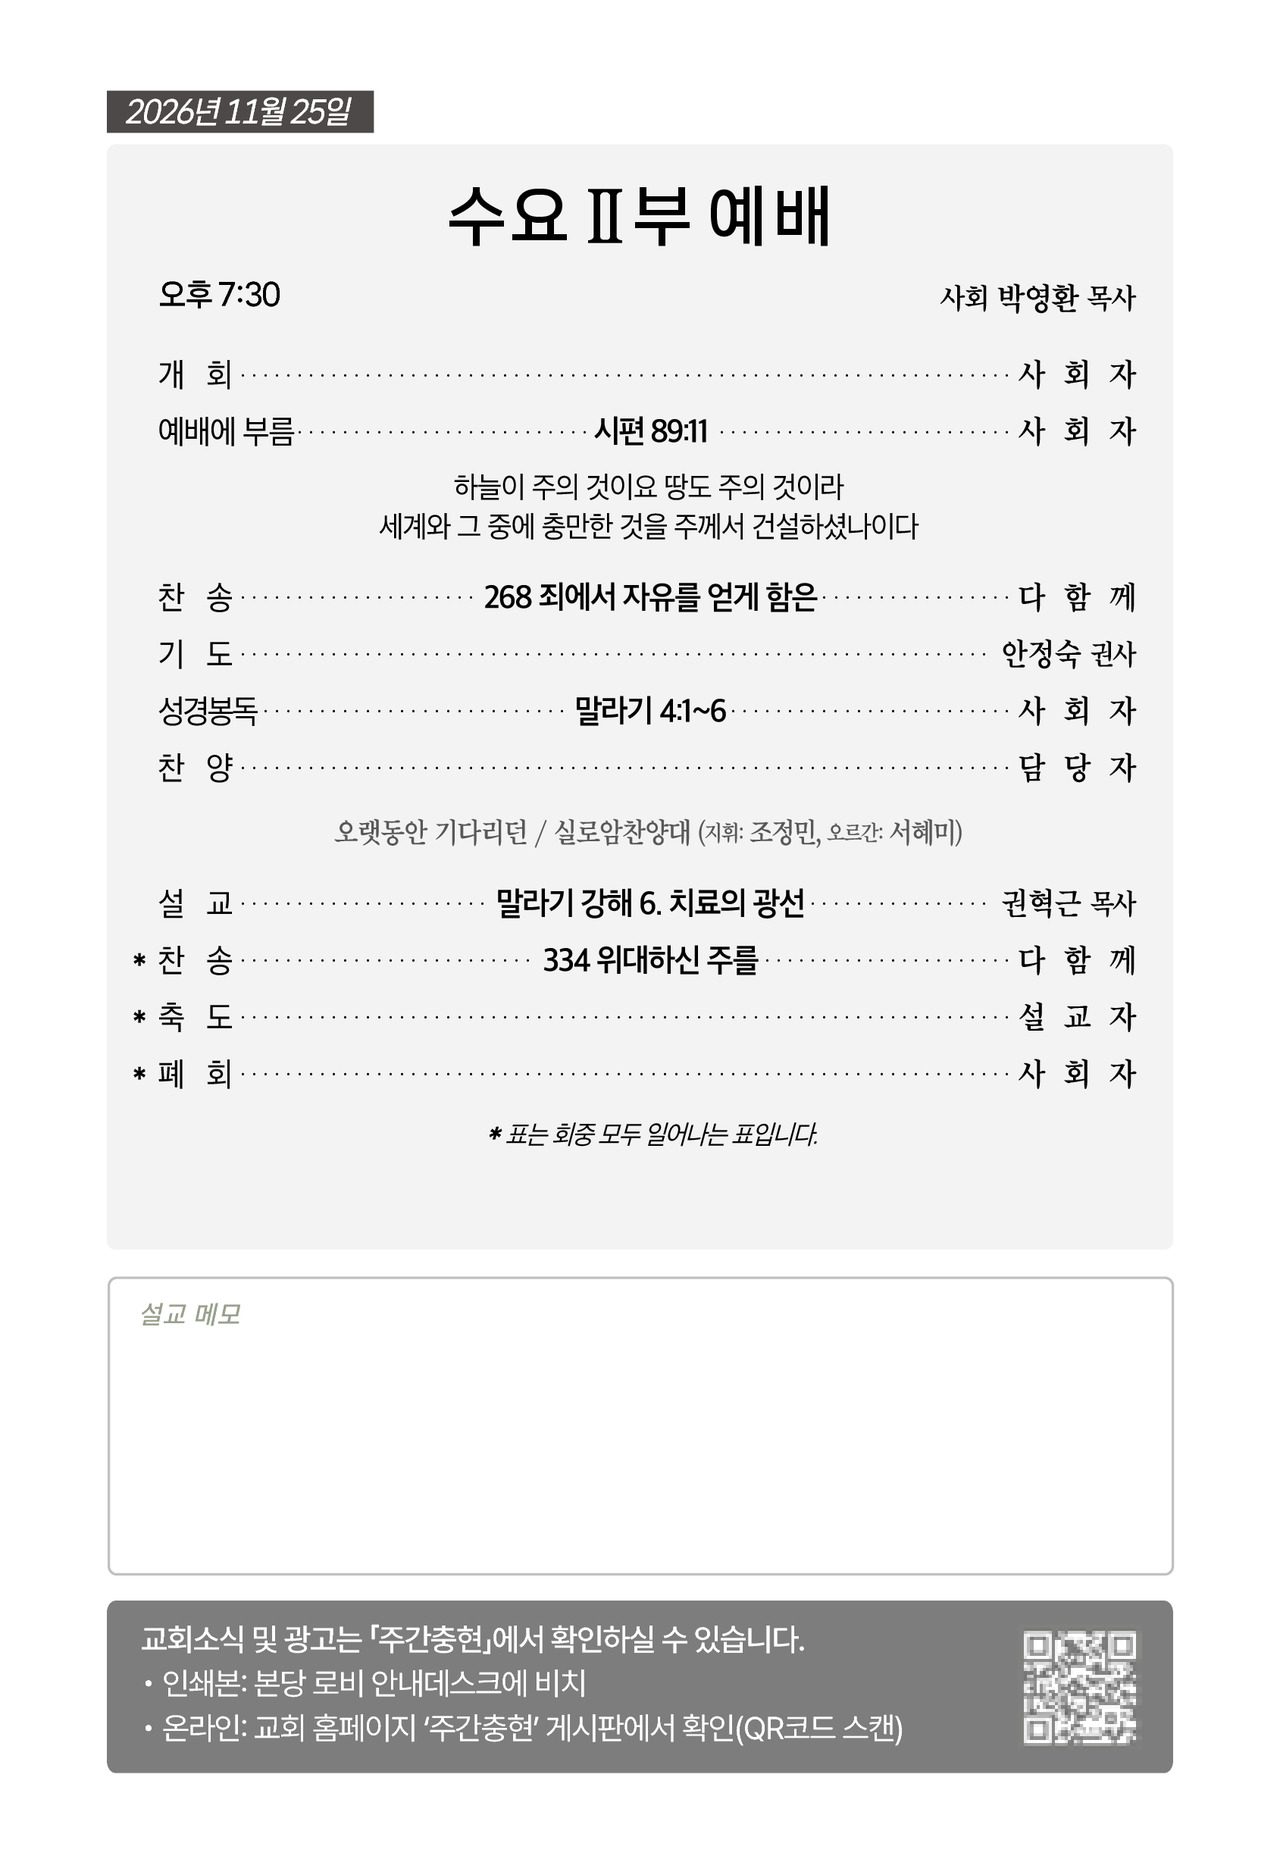 2026년 11월 25일
수요 Ⅱ부 예배
오후 7:30 사회 박영환 목사
개 회 사 회 자
예배에 부름 시편 89:11 사 회 자
하늘이 주의 것이요 땅도 주의 것이라
세계와 그 중에 충만한 것을 주께서 건설하셨나이다
찬 송 268 죄에서 자유를 얻게 함은 다 함 께
기 도 안정숙 권사
성경봉독 말라기 4:1~6 사 회 자
찬 양 담 당 자
오랫동안 기다리던 / 실로암찬양대 (지휘: 조정민, 오르간: 서혜미)
설 교 말라기 강해 6. 치료의 광선 권혁근 목사
* 찬 송 334 위대하신 주를 다 함 께
* 축 도 설 교 자
* 폐 회 사 회 자
* 표는 회중 모두 일어나는 표입니다.
설교 메모
교회소식 및 광고는 「주간충현」에서 확인하실 수 있습니다.
• 인쇄본: 본당 로비 안내데스크에 비치
• 온라인: 교회 홈페이지 ‘주간충현’ 게시판에서 확인(QR코드 스캔)